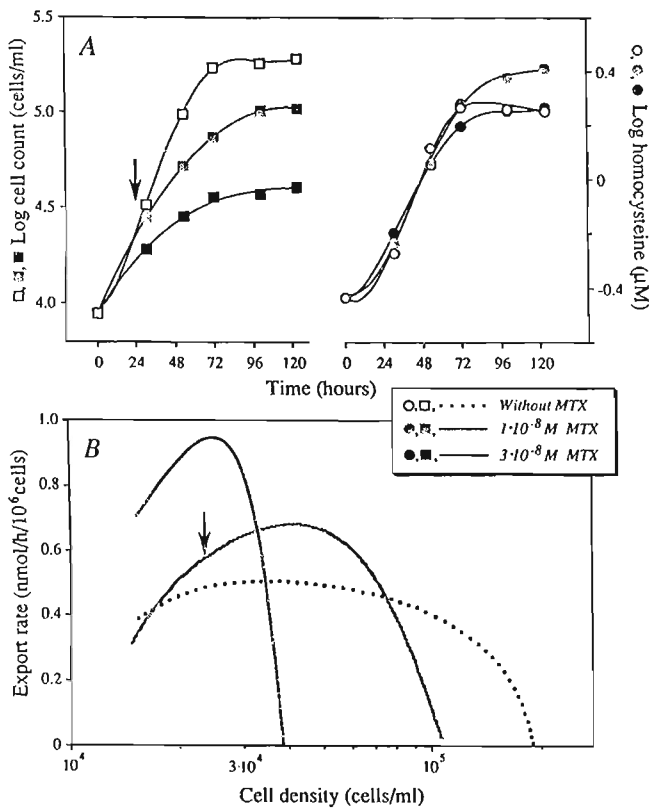 A
5.5
5.0
4.5
4.0
□, ▨, ■ Log cell count (cells/ml)
0 24 48 72 96 120
0 24 48 72 96 120
Time (hours)
0.4
0
-0.4
○, ◍, ● Log homocysteine (μM)
○,□, ······ Without MTX
◍,▨, — 1·10⁻⁸ M MTX
●,■, — 3·10⁻⁸ M MTX
B
1.0
0.8
0.6
0.4
0.2
0
Export rate (nmol/h/10⁶cells)
10⁴ 3·10⁴ 10⁵
Cell density (cells/ml)